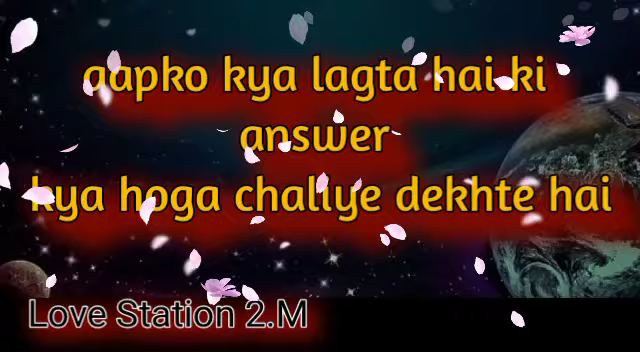 aapko kya lagta hai ki
answer
kya hoga chaliye dekhte hai
Love Station 2.M